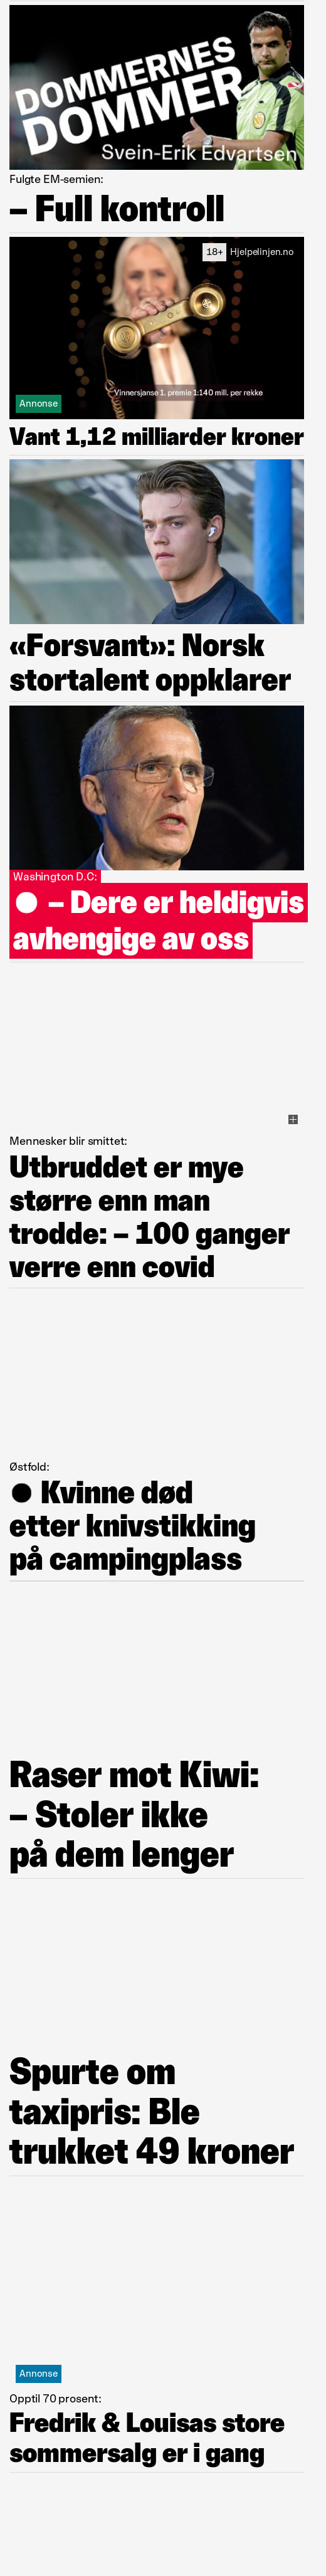 DOMMERNES
DOMMER
Svein-Erik Edvartsen
Fulgte EM-semien:
– Full kontroll
18+ Hjelpelinjen.no
Vinnersjanse 1. premie 1:140 mill. per rekke
Annonse
Vant 1,12 milliarder kroner
«Forsvant»: Norsk
stortalent oppklarer
Washington D.C:
● – Dere er heldigvis
avhengige av oss
Mennesker blir smittet:
Utbruddet er mye
større enn man
trodde: – 100 ganger
verre enn covid
Østfold:
● Kvinne død
etter knivstikking
på campingplass
Raser mot Kiwi:
– Stoler ikke
på dem lenger
Spurte om
taxipris: Ble
trukket 49 kroner
Annonse
Opptil 70 prosent:
Fredrik & Louisas store
sommersalg er i gang